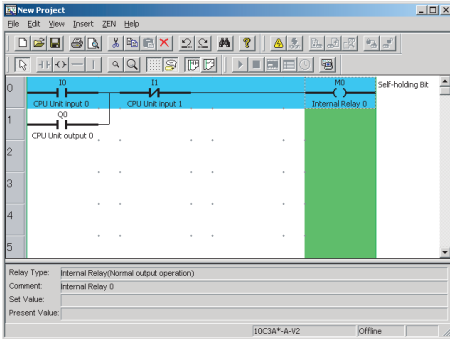 New Project
File Edit View Insert ZEN Help
0 I0 I1 M0 Self-holding Bit
CPU Unit input 0 CPU Unit input 1 Internal Relay 0
1 Q0
CPU Unit output 0
2
3
4
5
Relay Type: Internal Relay(Normal output operation)
Comment: Internal Relay 0
Set Value:
Present Value:
10C3A*-A-V2 Offline